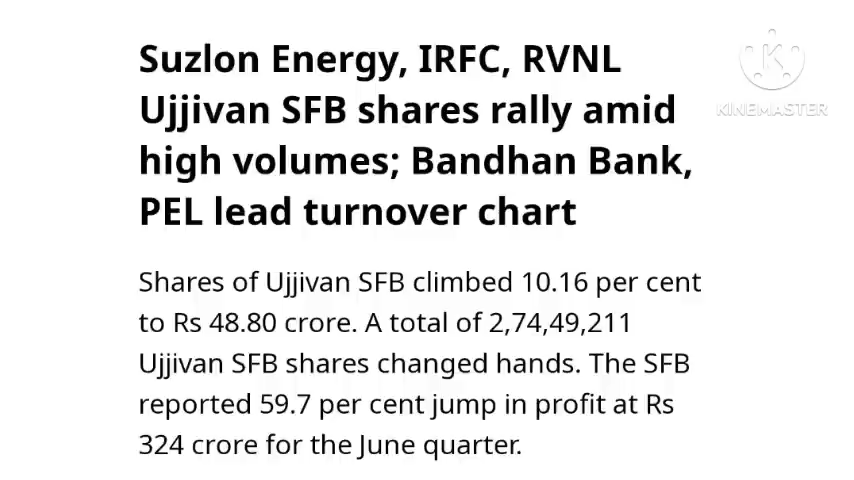 Suzlon Energy, IRFC, RVNL
Ujjivan SFB shares rally amid
high volumes; Bandhan Bank,
PEL lead turnover chart
Shares of Ujjivan SFB climbed 10.16 per cent
to Rs 48.80 crore. A total of 2,74,49,211
Ujjivan SFB shares changed hands. The SFB
reported 59.7 per cent jump in profit at Rs
324 crore for the June quarter.
K
KINEMASTER